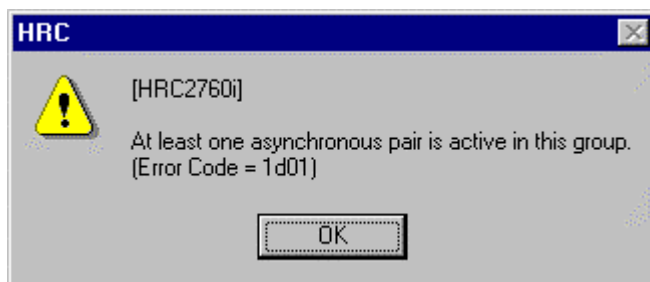 HRC
[HRC2760i]
At least one asynchronous pair is active in this group.
(Error Code = 1d01)
OK